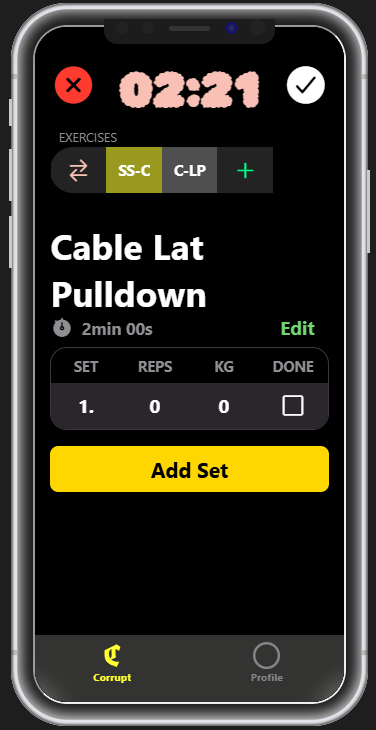 02:21
EXERCISES
SS-C C-LP +
Cable Lat
Pulldown
2min 00s Edit
SET REPS KG DONE
1. 0 0
Add Set
C
Corrupt Profile